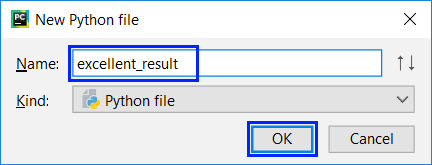 New Python file
Name: excellent_result
Kind: Python file
OK Cancel